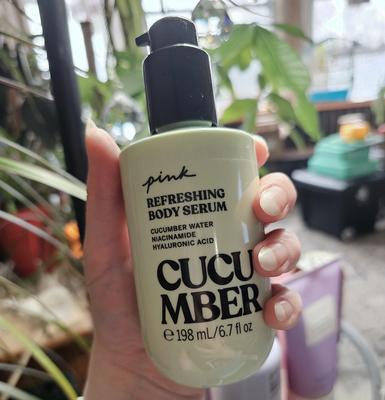 pink
REFRESHING
BODY SERUM
CUCUMBER WATER
NIACINAMIDE
HYALURONIC ACID
CUCU
MBER
℮ 198 mL/6.7 fl oz